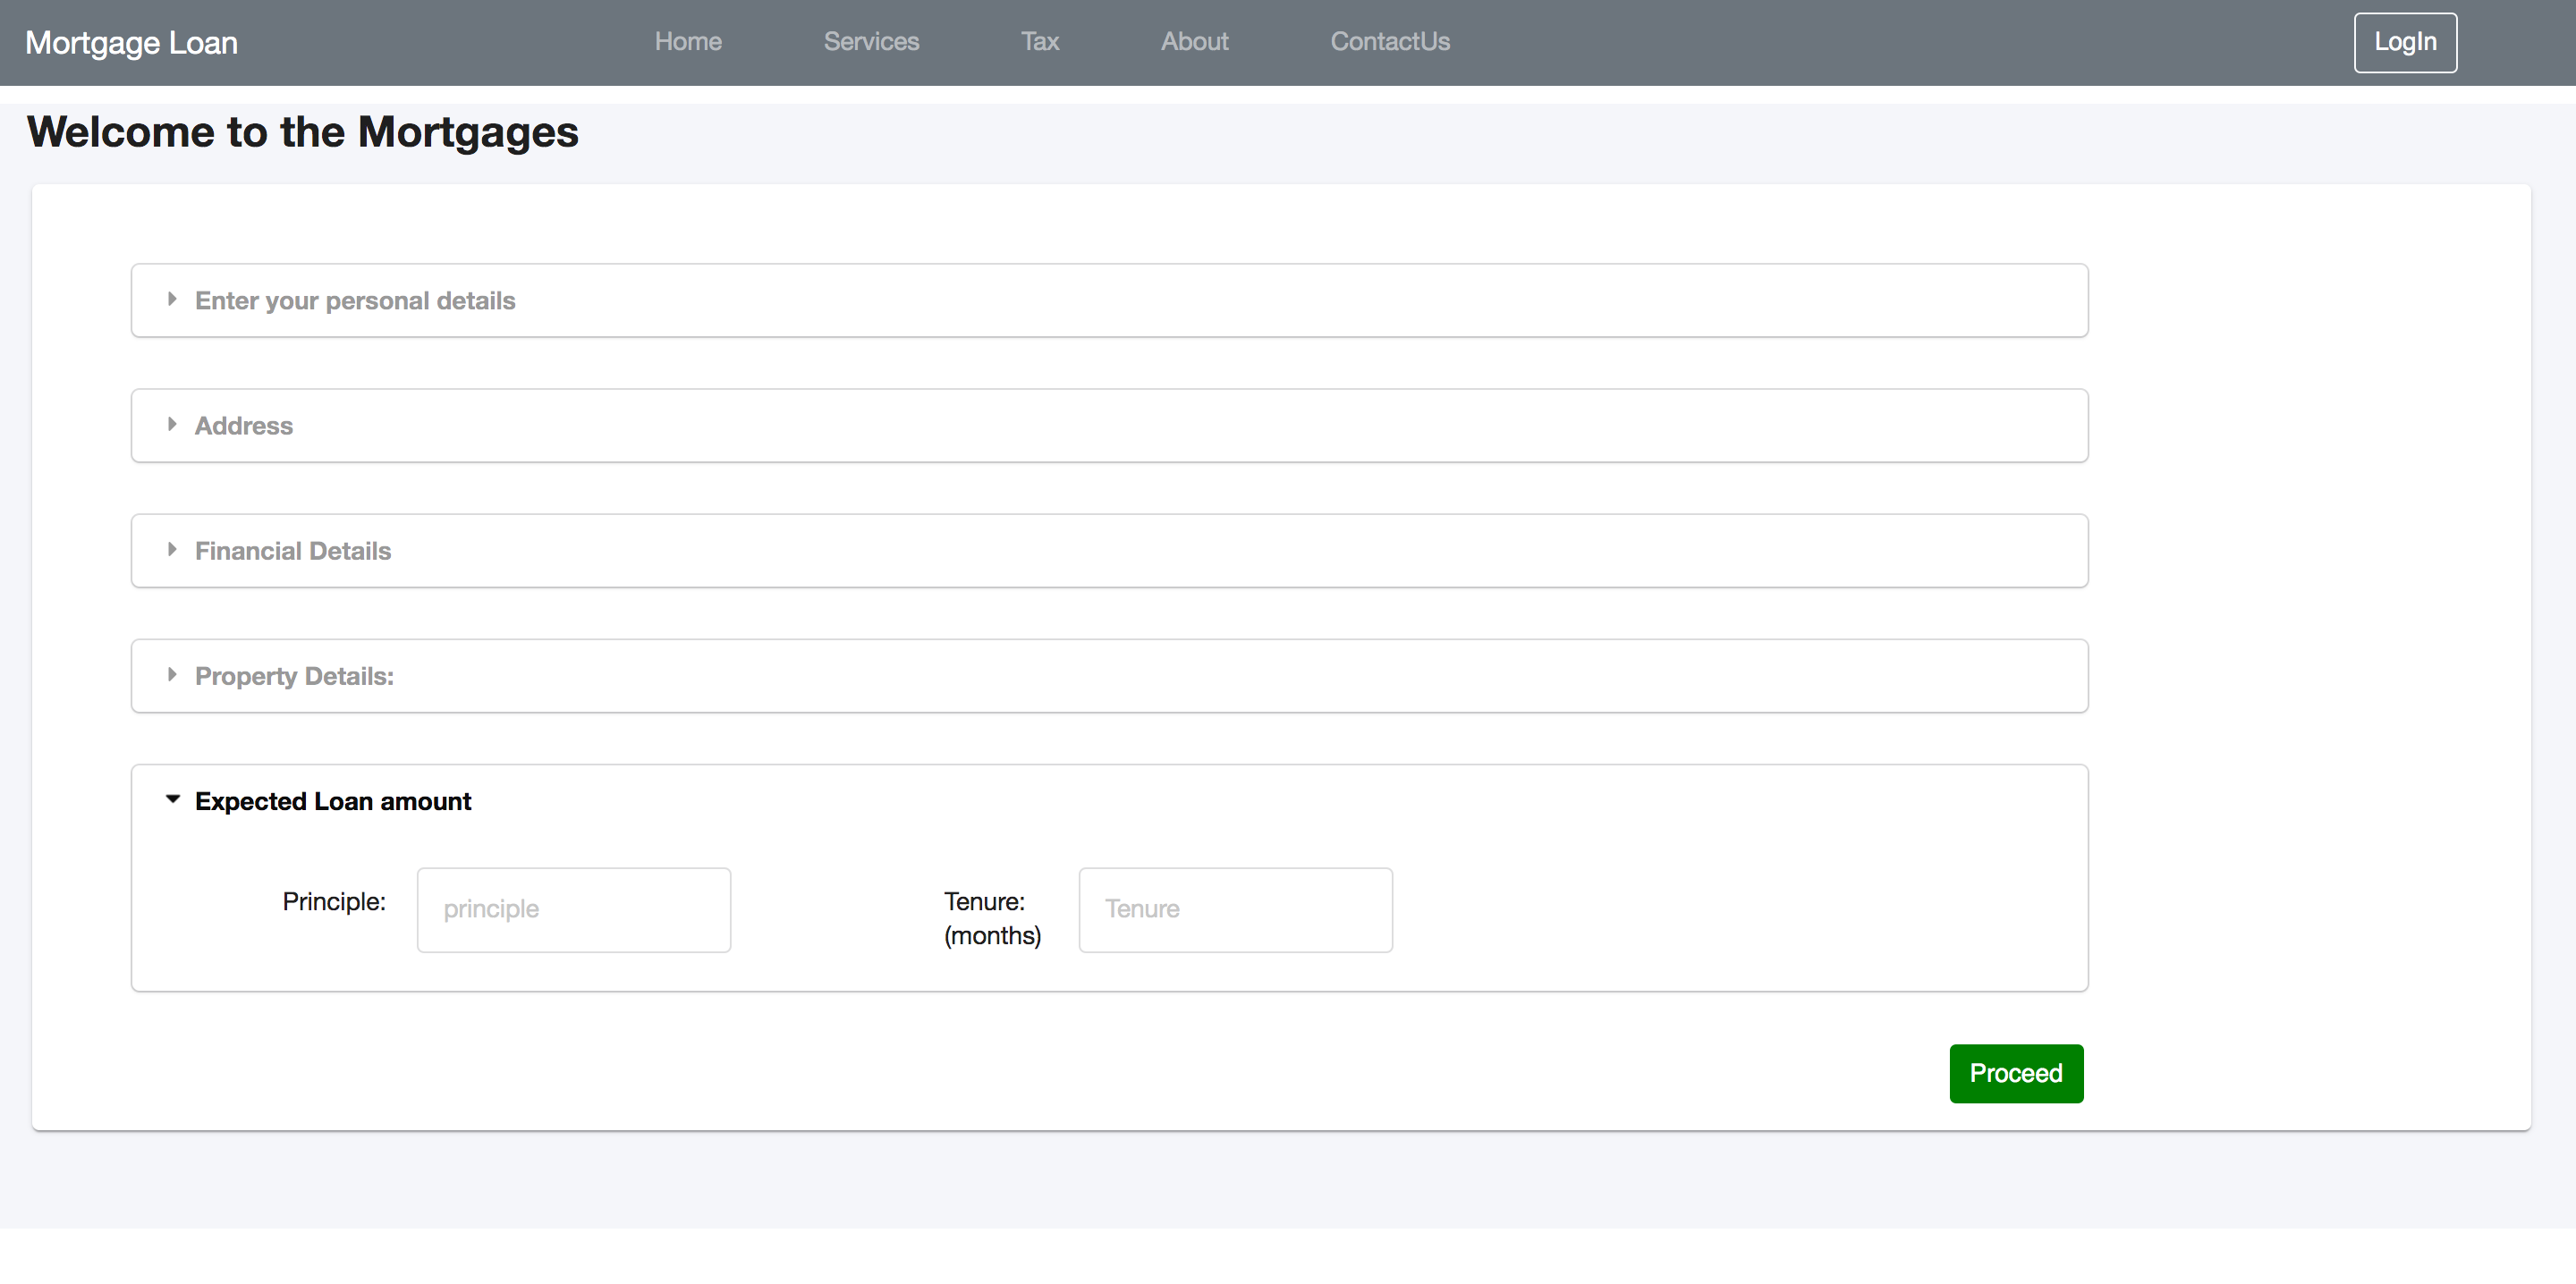 Mortgage Loan Home Services Tax About ContactUs LogIn
Welcome to the Mortgages
Enter your personal details
Address
Financial Details
Property Details:
Expected Loan amount
Principle: principle Tenure: Tenure
(months)
Proceed